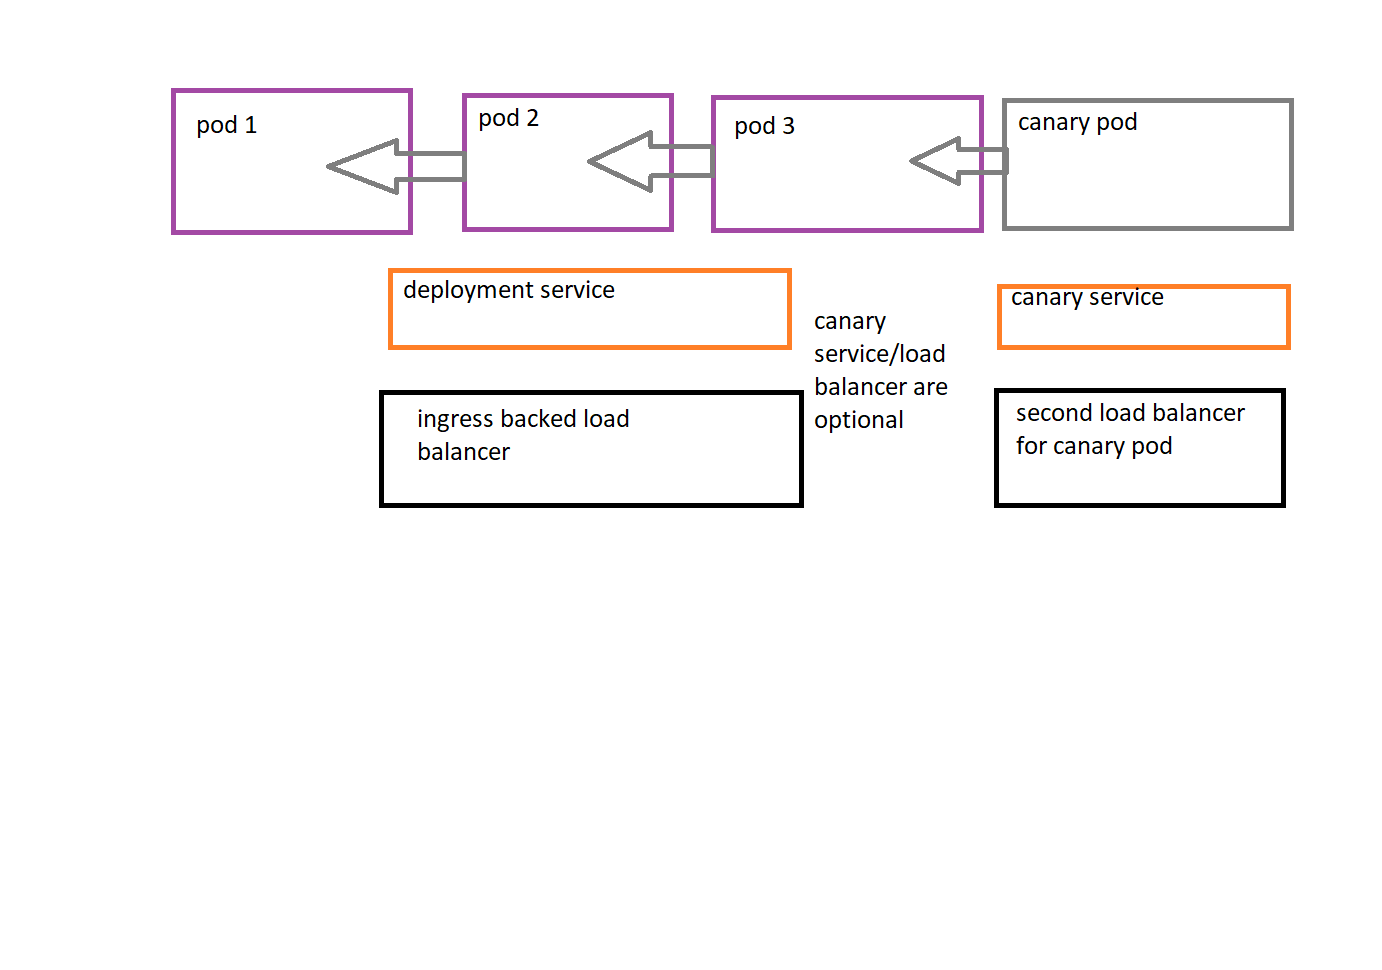 pod 1
pod 2
pod 3
canary pod
deployment service
canary
service/load
balancer are
optional
canary service
ingress backed load
balancer
second load balancer
for canary pod